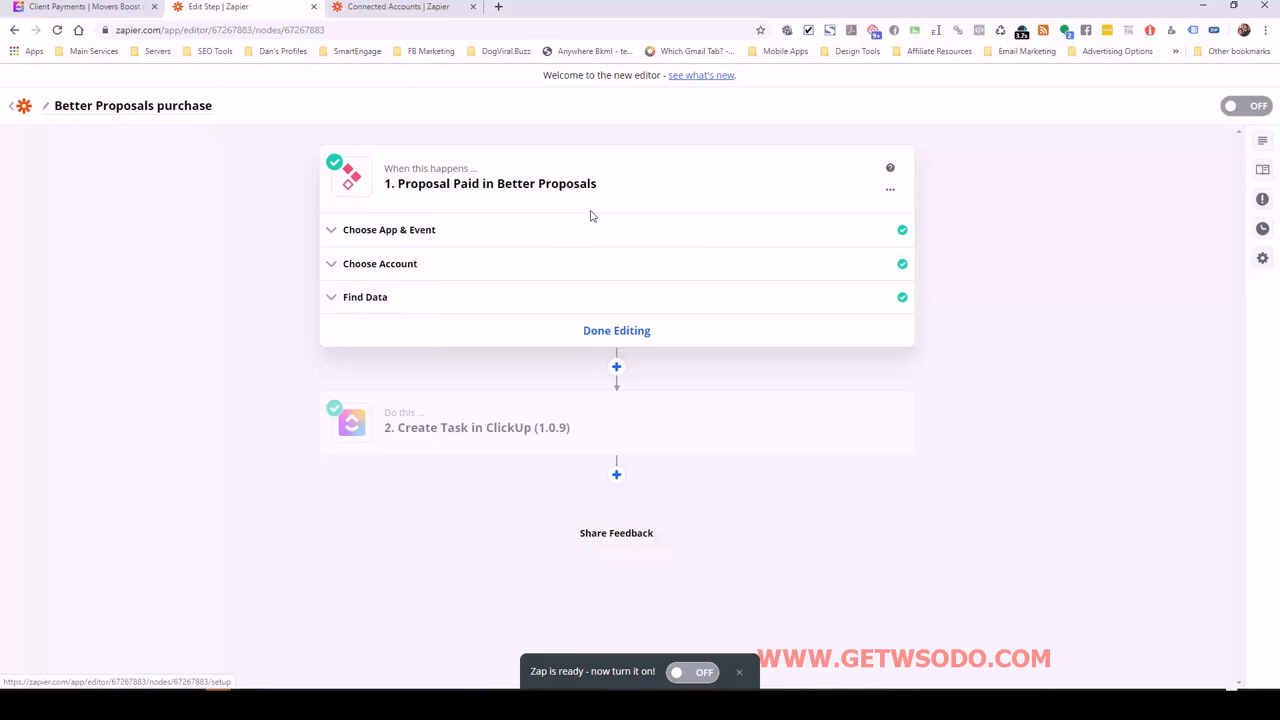 Client Payments | Movers Boost
Edit Step | Zapier
Connected Accounts | Zapier
zapier.com/app/editor/67267883/nodes/67267883
Apps
Main Services
Servers
SEO Tools
Dan's Profiles
SmartEngage
FB Marketing
DogViral.Buzz
Anywhere Bkml - te...
Which Gmail Tab? -...
Mobile Apps
Design Tools
Affiliate Resources
Email Marketing
Advertising Options
Other bookmarks
Welcome to the new editor - see what's new.
Better Proposals purchase
OFF
When this happens ...
1. Proposal Paid in Better Proposals
Choose App & Event
Choose Account
Find Data
Done Editing
Do this ...
2. Create Task in ClickUp (1.0.9)
Share Feedback
Zap is ready - now turn it on!
OFF
WWW.GETWSODO.COM
https://zapier.com/app/editor/67267883/nodes/67267883/setup